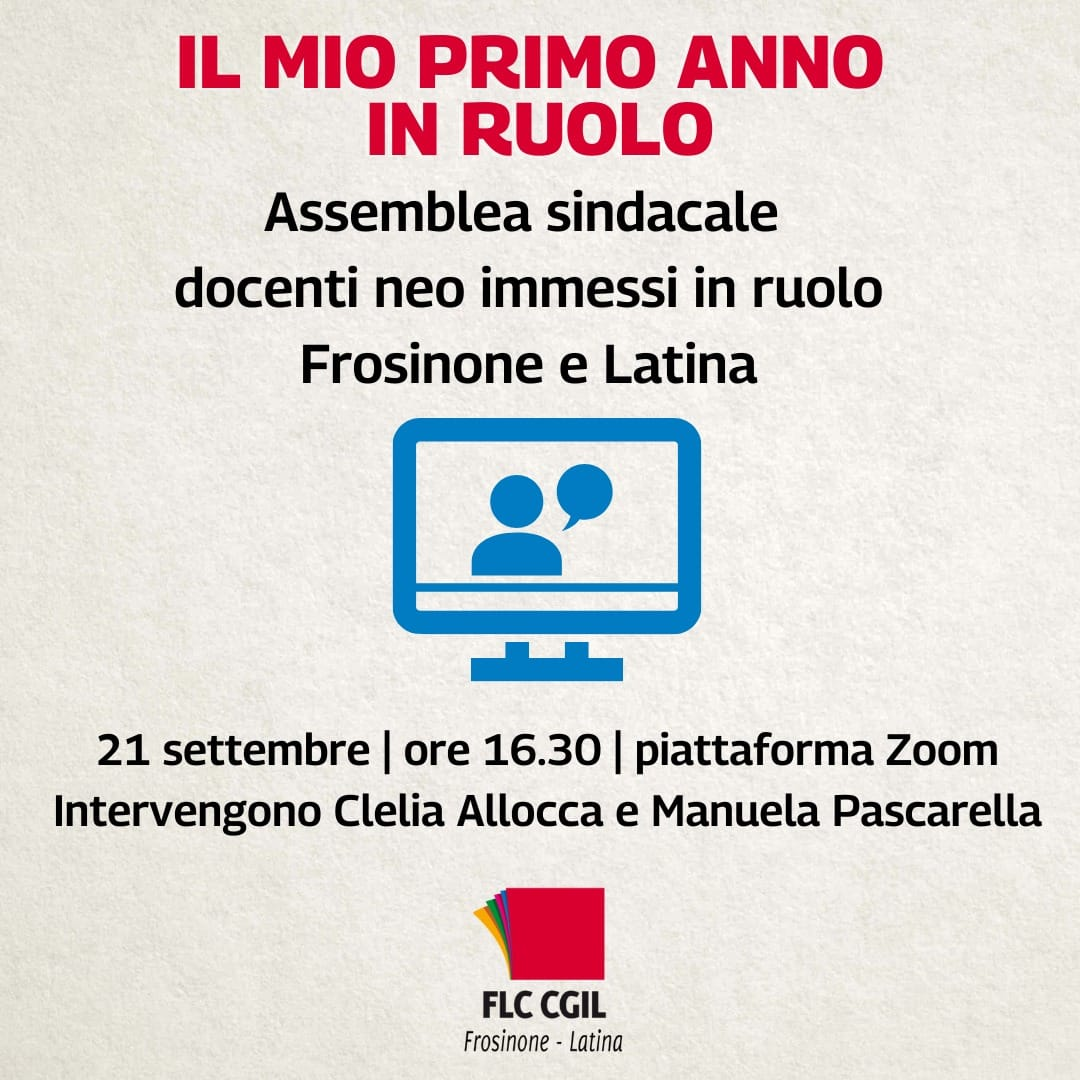 IL MIO PRIMO ANNO
IN RUOLO
Assemblea sindacale
docenti neo immessi in ruolo
Frosinone e Latina
21 settembre | ore 16.30 | piattaforma Zoom
Intervengono Clelia Allocca e Manuela Pascarella
FLC CGIL
Frosinone - Latina